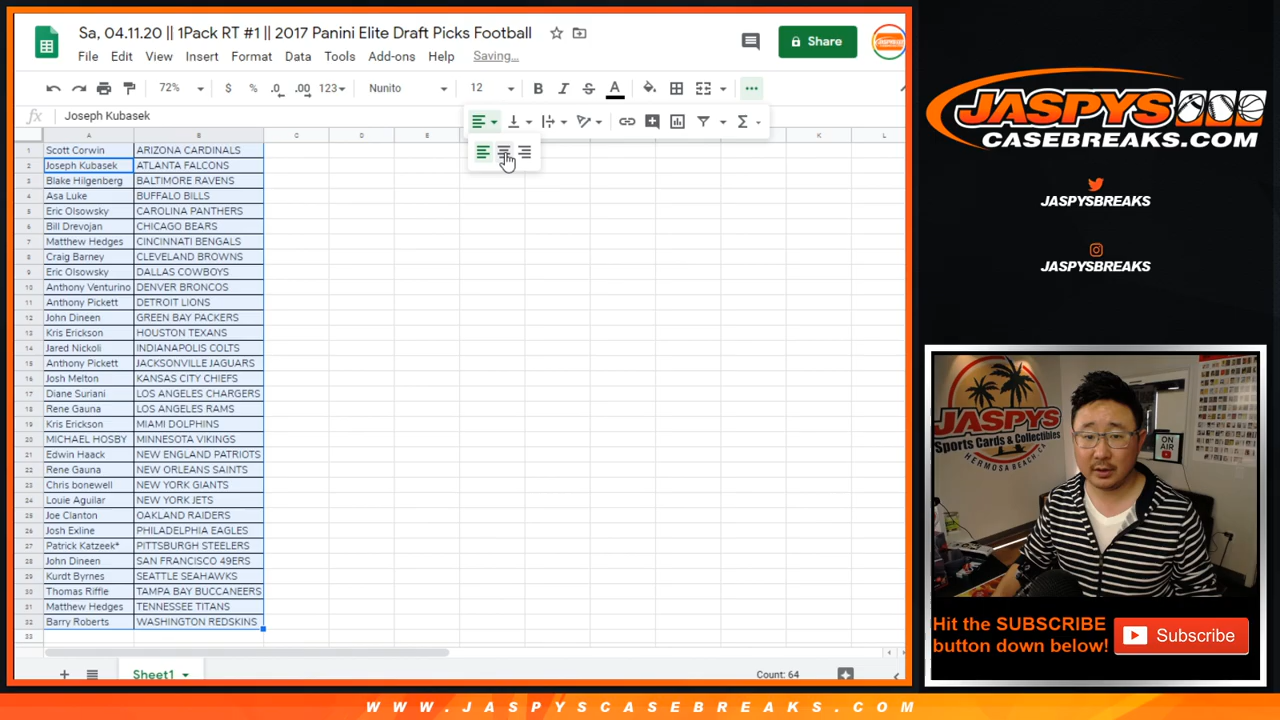 Sa, 04.11.20 || 1Pack RT #1 || 2017 Panini Elite Draft Picks Football
File Edit View Insert Format Data Tools Add-ons Help Saving...
Share
72% $ % .0 .00 123 Nunito 12 B I S A
fx Joseph Kubasek
A B C D E K L
1 Scott Corwin ARIZONA CARDINALS
2 Joseph Kubasek ATLANTA FALCONS
3 Blake Hilgenberg BALTIMORE RAVENS
4 Asa Luke BUFFALO BILLS
5 Eric Olsowsky CAROLINA PANTHERS
6 Bill Drevojan CHICAGO BEARS
7 Matthew Hedges CINCINNATI BENGALS
8 Craig Barney CLEVELAND BROWNS
9 Eric Olsowsky DALLAS COWBOYS
10 Anthony Venturino DENVER BRONCOS
11 Anthony Pickett DETROIT LIONS
12 John Dineen GREEN BAY PACKERS
13 Kris Erickson HOUSTON TEXANS
14 Jared Nickoli INDIANAPOLIS COLTS
15 Anthony Pickett JACKSONVILLE JAGUARS
16 Josh Melton KANSAS CITY CHIEFS
17 Diane Suriani LOS ANGELES CHARGERS
18 Rene Gauna LOS ANGELES RAMS
19 Kris Erickson MIAMI DOLPHINS
20 MICHAEL HOSBY MINNESOTA VIKINGS
21 Edwin Haack NEW ENGLAND PATRIOTS
22 Rene Gauna NEW ORLEANS SAINTS
23 Chris bonewell NEW YORK GIANTS
24 Louie Aguilar NEW YORK JETS
25 Joe Clanton OAKLAND RAIDERS
26 Josh Exline PHILADELPHIA EAGLES
27 Patrick Katzeek* PITTSBURGH STEELERS
28 John Dineen SAN FRANCISCO 49ERS
29 Kurdt Byrnes SEATTLE SEAHAWKS
30 Thomas Riffle TAMPA BAY BUCCANEERS
31 Matthew Hedges TENNESSEE TITANS
32 Barry Roberts WASHINGTON REDSKINS
33
Sheet1 Count: 64
JASPYS
CASEBREAKS.COM
JASPYSBREAKS
JASPYSBREAKS
JASPYS
Sports Cards & Collectibles
HERMOSA BEACH, CA
ON AIR
Hit the SUBSCRIBE
button down below!
Subscribe
WWW.JASPYSCASEBREAKS.COM